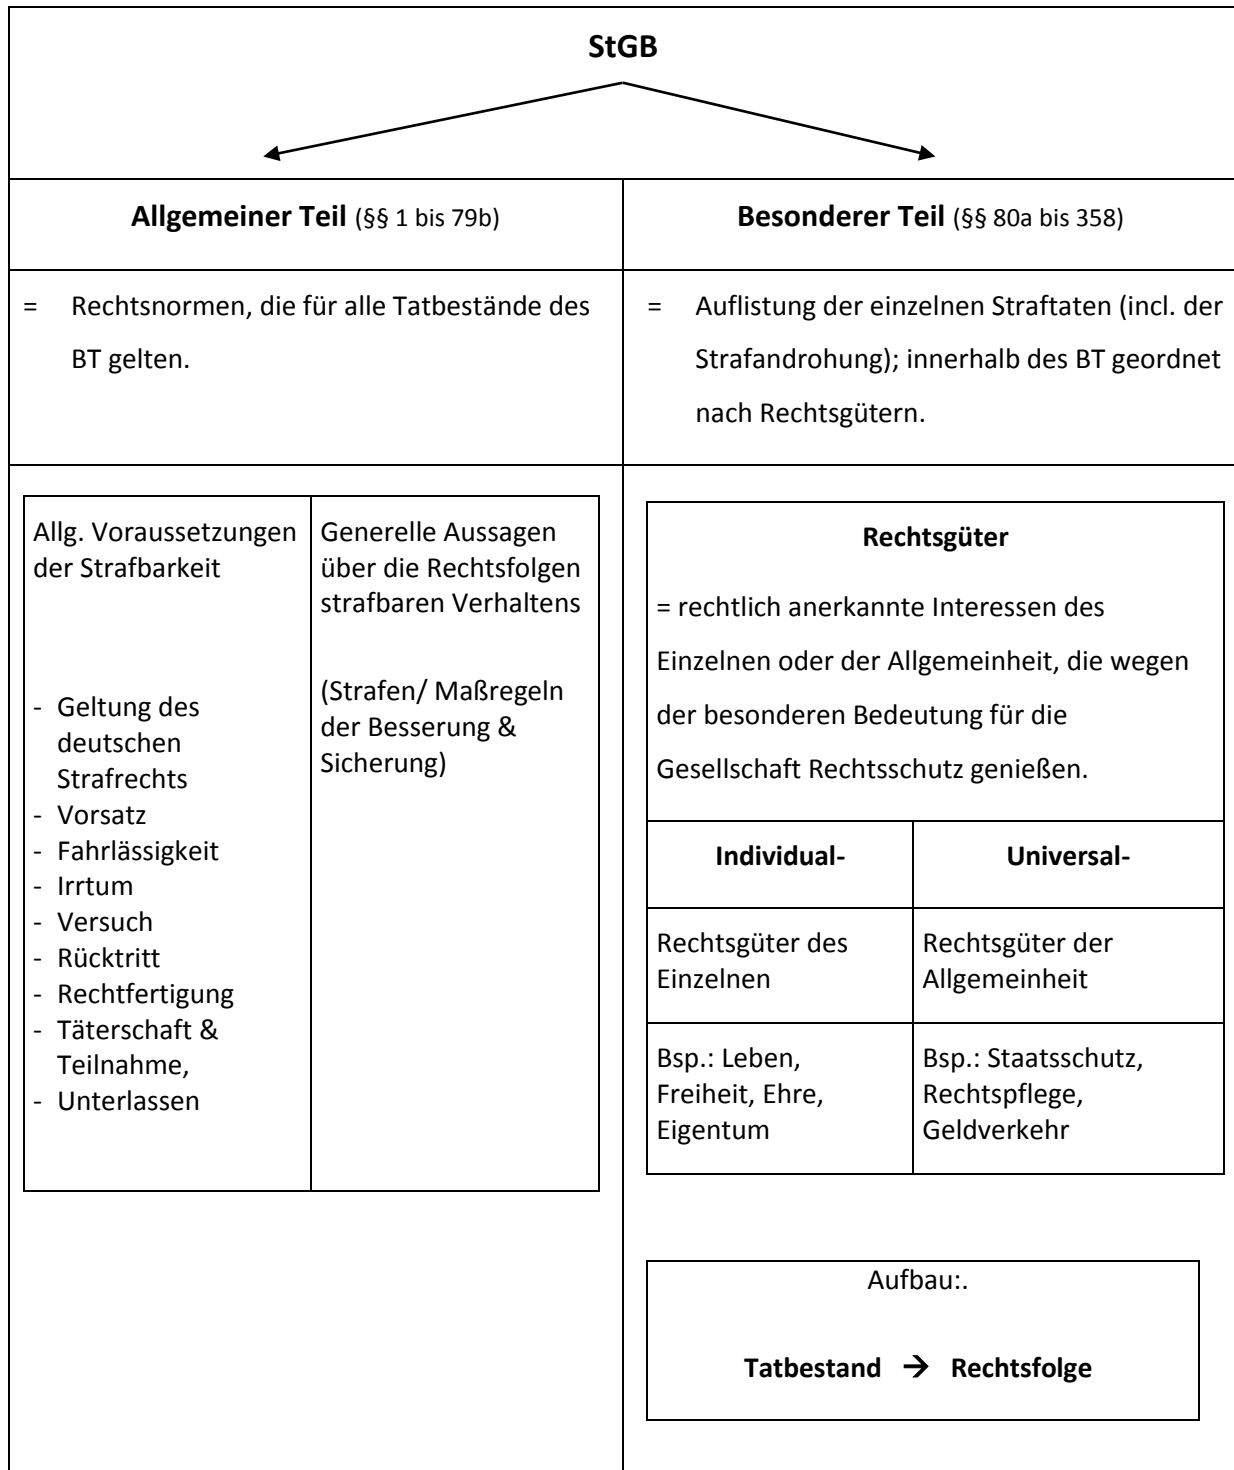 StGB
Allgemeiner Teil (§§ 1 bis 79b)
Besonderer Teil (§§ 80a bis 358)
= Rechtsnormen, die für alle Tatbestände des
BT gelten.
= Auflistung der einzelnen Straftaten (incl. der
Strafandrohung); innerhalb des BT geordnet
nach Rechtsgütern.
Allg. Voraussetzungen
der Strafbarkeit
- Geltung des
deutschen
Strafrechts
- Vorsatz
- Fahrlässigkeit
- Irrtum
- Versuch
- Rücktritt
- Rechtfertigung
- Täterschaft &
Teilnahme,
- Unterlassen
Generelle Aussagen
über die Rechtsfolgen
strafbaren Verhaltens
(Strafen/ Maßregeln
der Besserung &
Sicherung)
Rechtsgüter
= rechtlich anerkannte Interessen des
Einzelnen oder der Allgemeinheit, die wegen
der besonderen Bedeutung für die
Gesellschaft Rechtsschutz genießen.
Individual-
Universal-
Rechtsgüter des
Einzelnen
Rechtsgüter der
Allgemeinheit
Bsp.: Leben,
Freiheit, Ehre,
Eigentum
Bsp.: Staatsschutz,
Rechtspflege,
Geldverkehr
Aufbau:.
Tatbestand → Rechtsfolge